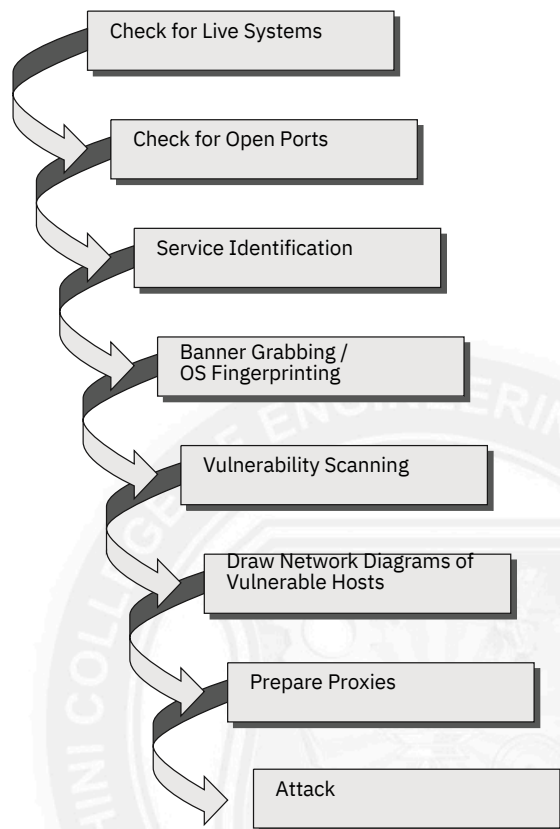 Check for Live Systems
Check for Open Ports
Service Identification
Banner Grabbing /
OS Fingerprinting
Vulnerability Scanning
Draw Network Diagrams of
Vulnerable Hosts
Prepare Proxies
Attack